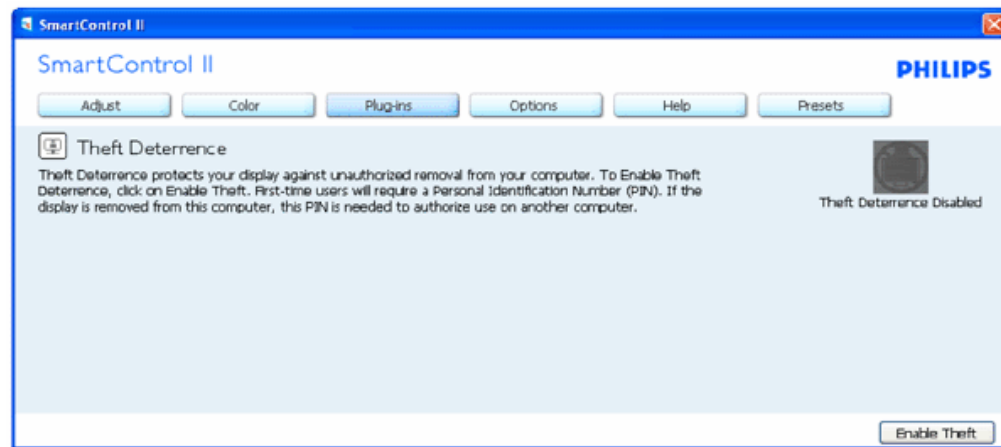 SmartControl II
SmartControl II
PHILIPS
Adjust Color Plug-ins Options Help Presets
Theft Deterrence
Theft Deterrence protects your display against unauthorized removal from your computer. To Enable Theft
Deterrence, click on Enable Theft. First-time users will require a Personal Identification Number (PIN). If the
display is removed from this computer, this PIN is needed to authorize use on another computer.
Theft Deterrence Disabled
Enable Theft